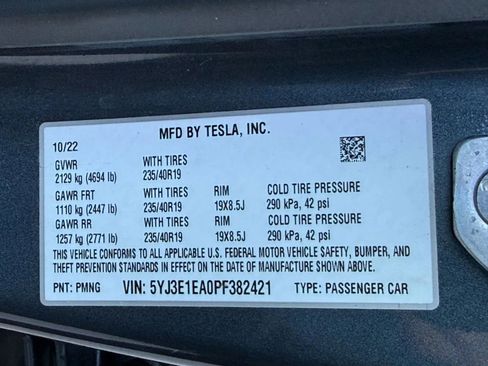 MFD BY TESLA, INC.
10/22
GVWR WITH TIRES
2129 kg (4694 lb) 235/40R19
GAWR FRT WITH TIRES RIM COLD TIRE PRESSURE
1110 kg (2447 lb) 235/40R19 19X8.5J 290 kPa, 42 psi
GAWR RR WITH TIRES RIM COLD TIRE PRESSURE
1257 kg (2771 lb) 235/40R19 19X8.5J 290 kPa, 42 psi
THIS VEHICLE CONFORMS TO ALL APPLICABLE U.S. FEDERAL MOTOR VEHICLE SAFETY, BUMPER, AND
THEFT PREVENTION STANDARDS IN EFFECT ON THE DATE OF MANUFACTURE SHOWN ABOVE.
PNT: PMNG VIN: 5YJ3E1EA0PF382421 TYPE: PASSENGER CAR